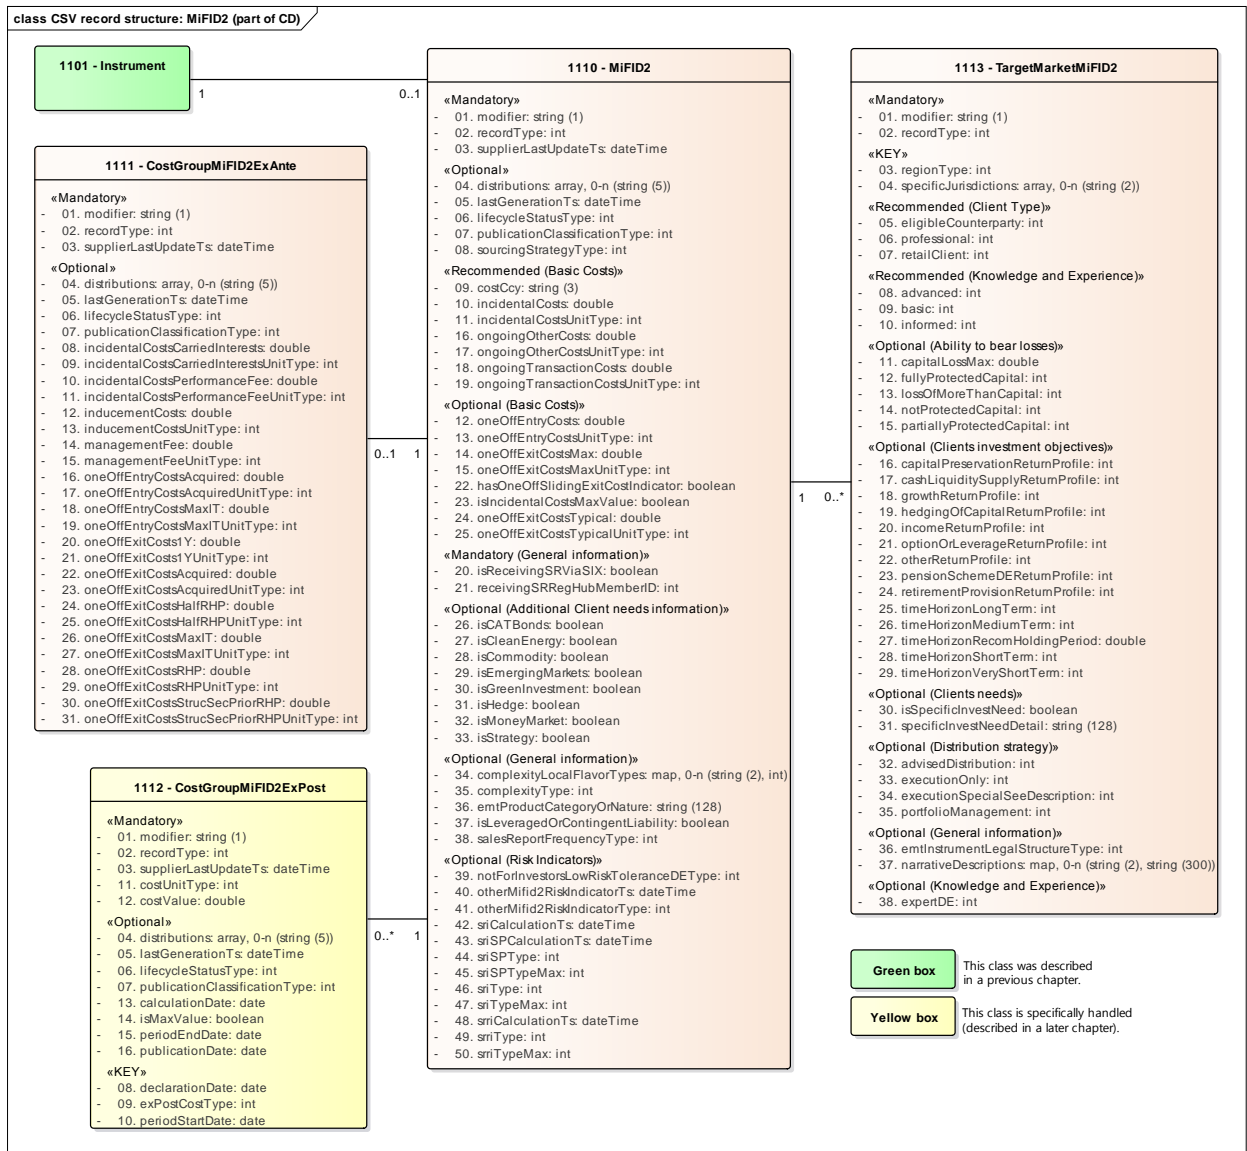 class CSV record structure: MiFID2 (part of CD)
1101 - Instrument
1
0..1
1111 - CostGroupMiFID2ExAnte
«Mandatory»
- 01. modifier: string (1)
- 02. recordType: int
- 03. supplierLastUpdateTs: dateTime
«Optional»
- 04. distributions: array, 0-n (string (5))
- 05. lastGenerationTs: dateTime
- 06. lifecycleStatusType: int
- 07. publicationClassificationType: int
- 08. incidentalCostsCarriedInterests: double
- 09. incidentalCostsCarriedInterestsUnitType: int
- 10. incidentalCostsPerformanceFee: double
- 11. incidentalCostsPerformanceFeeUnitType: int
- 12. inducementCosts: double
- 13. inducementCostsUnitType: int
- 14. managementFee: double
- 15. managementFeeUnitType: int
- 16. oneOffEntryCostsAcquired: double
- 17. oneOffEntryCostsAcquiredUnitType: int
- 18. oneOffEntryCostsMaxIT: double
- 19. oneOffEntryCostsMaxITUnitType: int
- 20. oneOffExitCosts1Y: double
- 21. oneOffExitCosts1YUnitType: int
- 22. oneOffExitCostsAcquired: double
- 23. oneOffExitCostsAcquiredUnitType: int
- 24. oneOffExitCostsHalfRHP: double
- 25. oneOffExitCostsHalfRHPUnitType: int
- 26. oneOffExitCostsMaxIT: double
- 27. oneOffExitCostsMaxITUnitType: int
- 28. oneOffExitCostsRHP: double
- 29. oneOffExitCostsRHPUnitType: int
- 30. oneOffExitCostsStrucSecPriorRHP: double
- 31. oneOffExitCostsStrucSecPriorRHPUnitType: int
0..1
1
1112 - CostGroupMiFID2ExPost
«Mandatory»
- 01. modifier: string (1)
- 02. recordType: int
- 03. supplierLastUpdateTs: dateTime
- 11. costUnitType: int
- 12. costValue: double
«Optional»
- 04. distributions: array, 0-n (string (5))
- 05. lastGenerationTs: dateTime
- 06. lifecycleStatusType: int
- 07. publicationClassificationType: int
- 13. calculationDate: date
- 14. isMaxValue: boolean
- 15. periodEndDate: date
- 16. publicationDate: date
«KEY»
- 08. declarationDate: date
- 09. exPostCostType: int
- 10. periodStartDate: date
0..*
1
1110 - MiFID2
«Mandatory»
- 01. modifier: string (1)
- 02. recordType: int
- 03. supplierLastUpdateTs: dateTime
«Optional»
- 04. distributions: array, 0-n (string (5))
- 05. lastGenerationTs: dateTime
- 06. lifecycleStatusType: int
- 07. publicationClassificationType: int
- 08. sourcingStrategyType: int
«Recommended (Basic Costs)»
- 09. costCcy: string (3)
- 10. incidentalCosts: double
- 11. incidentalCostsUnitType: int
- 16. ongoingOtherCosts: double
- 17. ongoingOtherCostsUnitType: int
- 18. ongoingTransactionCosts: double
- 19. ongoingTransactionCostsUnitType: int
«Optional (Basic Costs)»
- 12. oneOffEntryCosts: double
- 13. oneOffEntryCostsUnitType: int
- 14. oneOffExitCostsMax: double
- 15. oneOffExitCostsMaxUnitType: int
- 22. hasOneOffSlidingExitCostIndicator: boolean
- 23. isIncidentalCostsMaxValue: boolean
- 24. oneOffExitCostsTypical: double
- 25. oneOffExitCostsTypicalUnitType: int
«Mandatory (General information)»
- 20. isReceivingSRViaSIX: boolean
- 21. receivingSRRegHubMemberID: int
«Optional (Additional Client needs information)»
- 26. isCATBonds: boolean
- 27. isCleanEnergy: boolean
- 28. isCommodity: boolean
- 29. isEmergingMarkets: boolean
- 30. isGreenInvestment: boolean
- 31. isHedge: boolean
- 32. isMoneyMarket: boolean
- 33. isStrategy: boolean
«Optional (General information)»
- 34. complexityLocalFlavorTypes: map, 0-n (string (2), int)
- 35. complexityType: int
- 36. emtProductCategoryOrNature: string (128)
- 37. isLeveragedOrContingentLiability: boolean
- 38. salesReportFrequencyType: int
«Optional (Risk Indicators)»
- 39. notForInvestorsLowRiskToleranceDEType: int
- 40. otherMifid2RiskIndicatorTs: dateTime
- 41. otherMifid2RiskIndicatorType: int
- 42. sriCalculationTs: dateTime
- 43. sriSPCalculationTs: dateTime
- 44. sriSPType: int
- 45. sriSPTypeMax: int
- 46. sriType: int
- 47. sriTypeMax: int
- 48. srriCalculationTs: dateTime
- 49. srriType: int
- 50. srriTypeMax: int
1
0..*
1113 - TargetMarketMiFID2
«Mandatory»
- 01. modifier: string (1)
- 02. recordType: int
«KEY»
- 03. regionType: int
- 04. specificJurisdictions: array, 0-n (string (2))
«Recommended (Client Type)»
- 05. eligibleCounterparty: int
- 06. professional: int
- 07. retailClient: int
«Recommended (Knowledge and Experience)»
- 08. advanced: int
- 09. basic: int
- 10. informed: int
«Optional (Ability to bear losses)»
- 11. capitalLossMax: double
- 12. fullyProtectedCapital: int
- 13. lossOfMoreThanCapital: int
- 14. notProtectedCapital: int
- 15. partiallyProtectedCapital: int
«Optional (Clients investment objectives)»
- 16. capitalPreservationReturnProfile: int
- 17. cashLiquiditySupplyReturnProfile: int
- 18. growthReturnProfile: int
- 19. hedgingOfCapitalReturnProfile: int
- 20. incomeReturnProfile: int
- 21. optionOrLeverageReturnProfile: int
- 22. otherReturnProfile: int
- 23. pensionSchemeDEReturnProfile: int
- 24. retirementProvisionReturnProfile: int
- 25. timeHorizonLongTerm: int
- 26. timeHorizonMediumTerm: int
- 27. timeHorizonRecomHoldingPeriod: double
- 28. timeHorizonShortTerm: int
- 29. timeHorizonVeryShortTerm: int
«Optional (Clients needs)»
- 30. isSpecificInvestNeed: boolean
- 31. specificInvestNeedDetail: string (128)
«Optional (Distribution strategy)»
- 32. advisedDistribution: int
- 33. executionOnly: int
- 34. executionSpecialSeeDescription: int
- 35. portfolioManagement: int
«Optional (General information)»
- 36. emtInstrumentLegalStructureType: int
- 37. narrativeDescriptions: map, 0-n (string (2), string (300))
«Optional (Knowledge and Experience)»
- 38. expertDE: int
Green box
This class was described
in a previous chapter.
Yellow box
This class is specifically handled
(described in a later chapter).